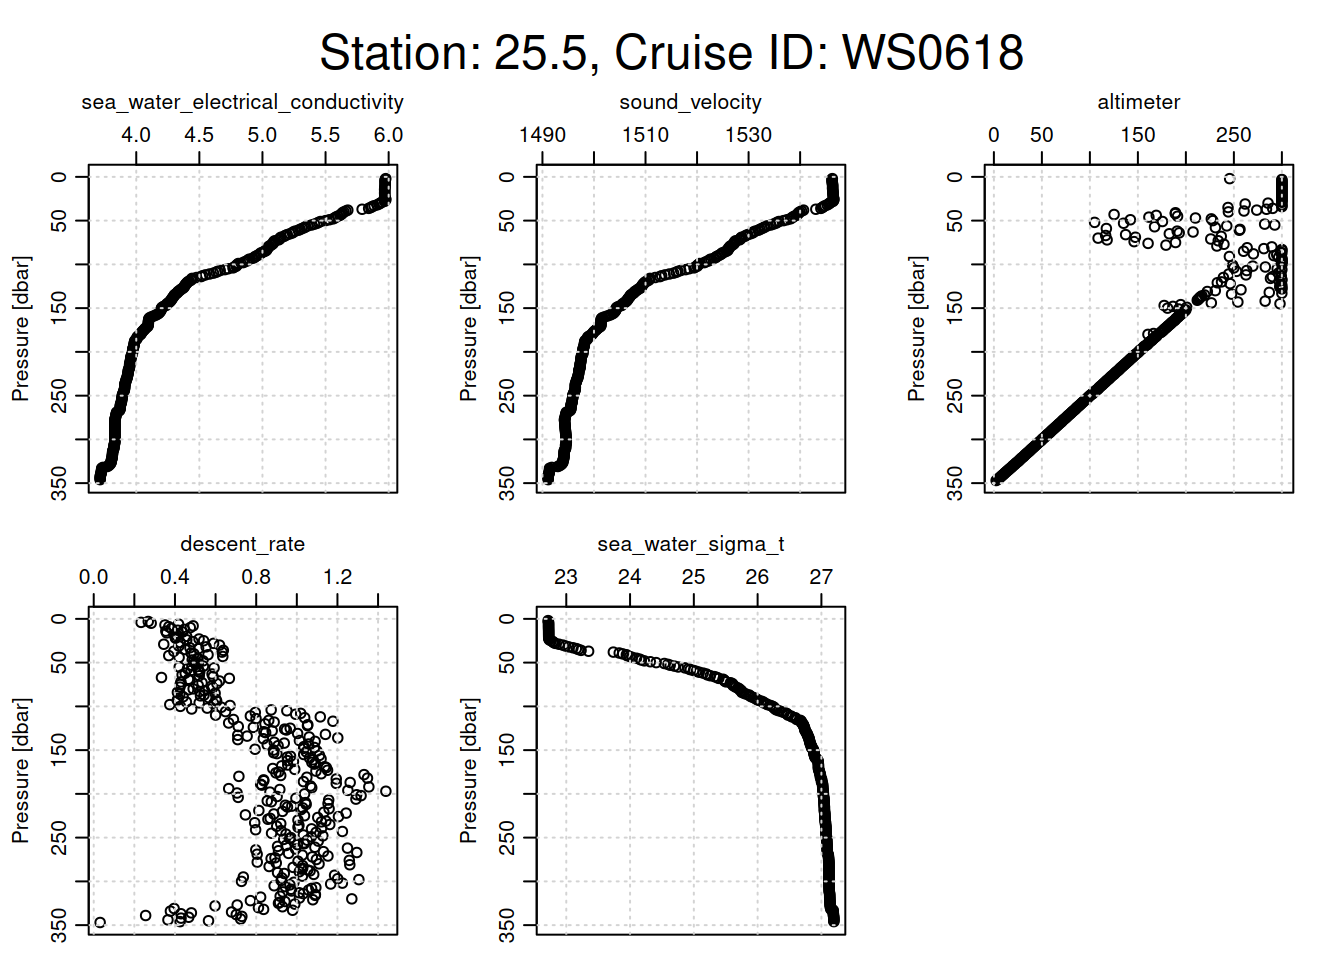 Station: 25.5, Cruise ID: WS0618
sea_water_electrical_conductivity
4.0 4.5 5.0 5.5 6.0
Pressure [dbar]
0 50 150 250 350
sound_velocity
1490 1510 1530
Pressure [dbar]
0 50 150 250 350
altimeter
0 50 150 250
Pressure [dbar]
0 50 150 250 350
descent_rate
0.0 0.4 0.8 1.2
Pressure [dbar]
0 50 150 250 350
sea_water_sigma_t
23 24 25 26 27
Pressure [dbar]
0 50 150 250 350